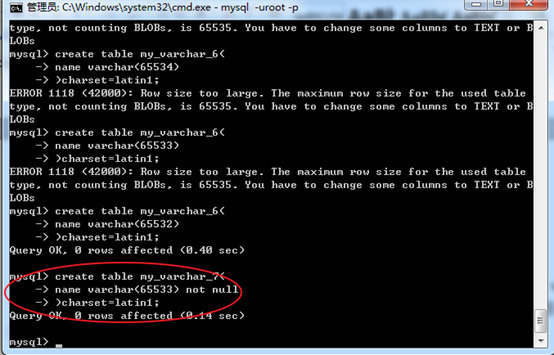 管理员: C:\Windows\system32\cmd.exe - mysql  -uroot -p
type, not counting BLOBs, is 65535. You have to change some columns to TEXT or B
LOBs
mysql> create table my_varchar_6(
    -> name varchar(65534)
    -> )charset=latin1;
ERROR 1118 (42000): Row size too large. The maximum row size for the used table
type, not counting BLOBs, is 65535. You have to change some columns to TEXT or B
LOBs
mysql> create table my_varchar_6(
    -> name varchar(65533)
    -> )charset=latin1;
ERROR 1118 (42000): Row size too large. The maximum row size for the used table
type, not counting BLOBs, is 65535. You have to change some columns to TEXT or B
LOBs
mysql> create table my_varchar_6(
    -> name varchar(65532)
    -> )charset=latin1;
Query OK, 0 rows affected (0.40 sec)
mysql> create table my_varchar_7(
    -> name varchar(65533) not null
    -> )charset=latin1;
Query OK, 0 rows affected (0.14 sec)
mysql>